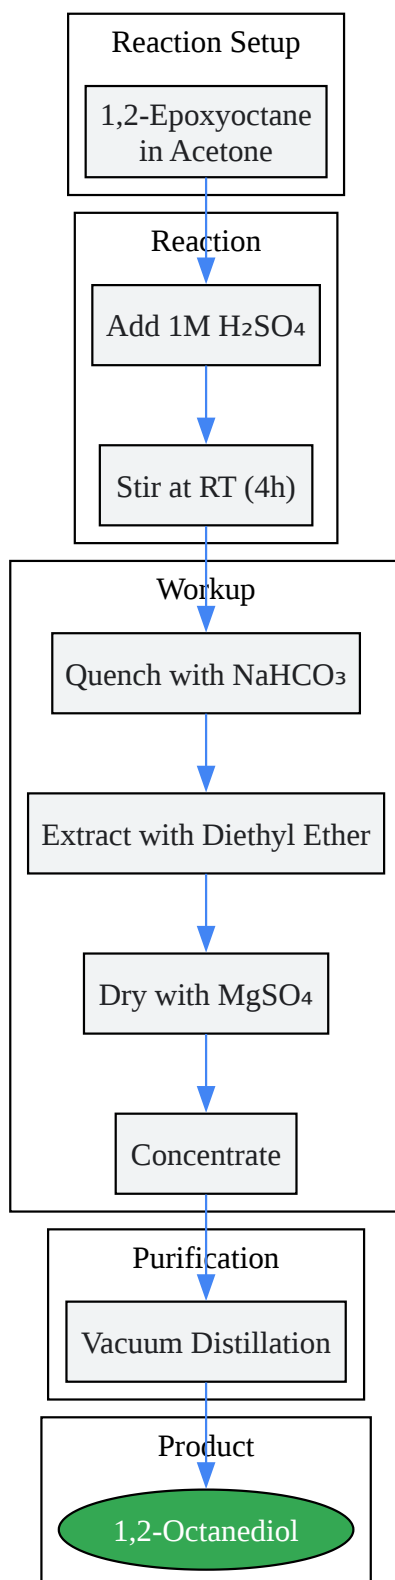 Reaction Setup
1,2-Epoxyoctane
in Acetone
Reaction
Add 1M H₂SO₄
Stir at RT (4h)
Workup
Quench with NaHCO₃
Extract with Diethyl Ether
Dry with MgSO₄
Concentrate
Purification
Vacuum Distillation
Product
1,2-Octanediol